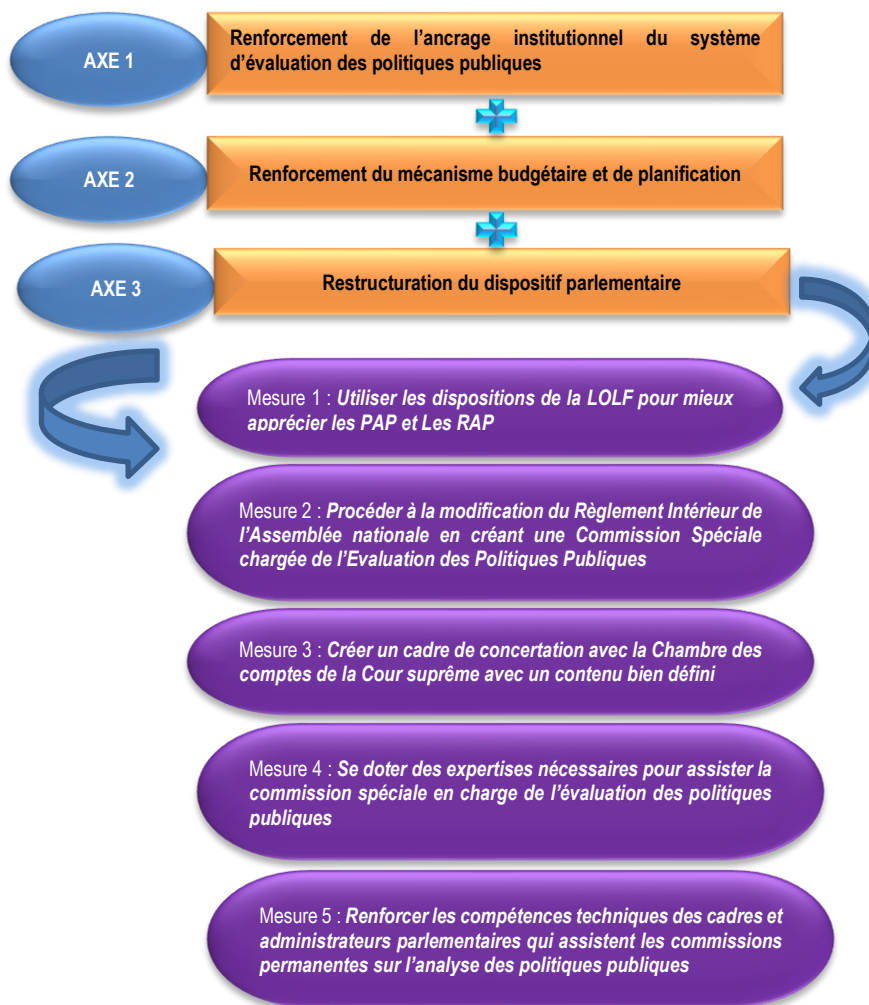 AXE 1
Renforcement de l'ancrage institutionnel du système
d'évaluation des politiques publiques
AXE 2
Renforcement du mécanisme budgétaire et de planification
AXE 3
Restructuration du dispositif parlementaire
Mesure 1 : Utiliser les dispositions de la LOLF pour mieux
apprécier les PAP et Les RAP
Mesure 2 : Procéder à la modification du Règlement Intérieur de
l'Assemblée nationale en créant une Commission Spéciale
chargée de l'Evaluation des Politiques Publiques
Mesure 3 : Créer un cadre de concertation avec la Chambre des
comptes de la Cour suprême avec un contenu bien défini
Mesure 4 : Se doter des expertises nécessaires pour assister la
commission spéciale en charge de l'évaluation des politiques
publiques
Mesure 5 : Renforcer les compétences techniques des cadres et
administrateurs parlementaires qui assistent les commissions
permanentes sur l'analyse des politiques publiques